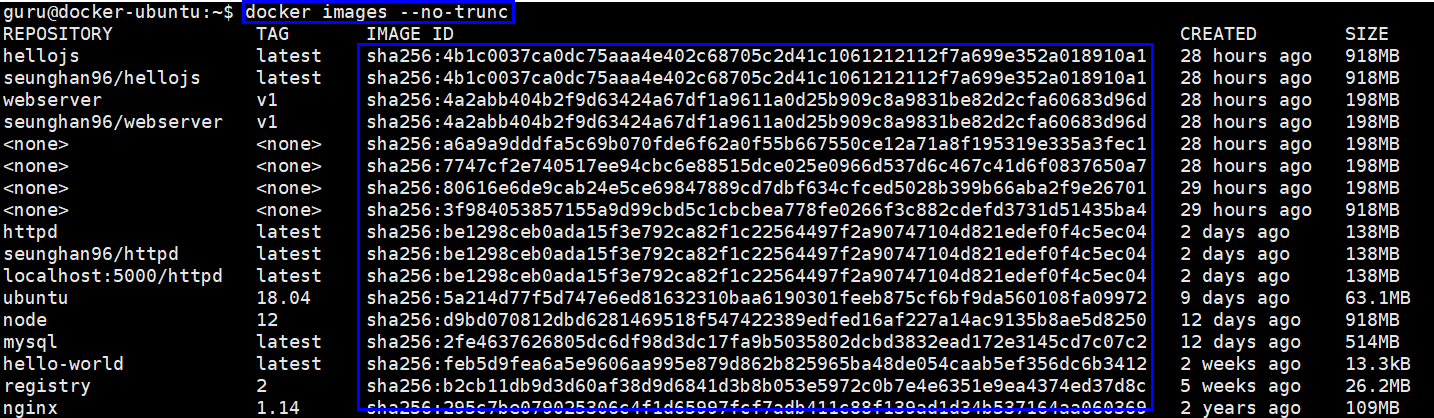 guru@docker-ubuntu:~$ docker images --no-trunc
REPOSITORY TAG IMAGE ID CREATED SIZE
hellojs latest sha256:4b1c0037ca0dc75aaa4e402c68705c2d41c1061212112f7a699e352a018910a1 28 hours ago 918MB
seunghan96/hellojs latest sha256:4b1c0037ca0dc75aaa4e402c68705c2d41c1061212112f7a699e352a018910a1 28 hours ago 918MB
webserver v1 sha256:4a2abb404b2f9d63424a67df1a9611a0d25b909c8a9831be82d2cfa60683d96d 28 hours ago 198MB
seunghan96/webserver v1 sha256:4a2abb404b2f9d63424a67df1a9611a0d25b909c8a9831be82d2cfa60683d96d 28 hours ago 198MB
<none> <none> sha256:a6a9a9dddfa5c69b070fde6f62a0f55b667550ce12a71a8f195319e335a3fec1 28 hours ago 198MB
<none> <none> sha256:7747cf2e740517ee94cbc6e88515dce025e0966d537d6c467c41d6f0837650a7 28 hours ago 198MB
<none> <none> sha256:80616e6de9cab24e5ce69847889cd7dbf634cfced5028b399b66aba2f9e26701 29 hours ago 198MB
<none> <none> sha256:3f984053857155a9d99cbd5c1cbcbea778fe0266f3c882cdefd3731d51435ba4 29 hours ago 918MB
httpd latest sha256:be1298ceb0ada15f3e792ca82f1c22564497f2a90747104d821edef0f4c5ec04 2 days ago 138MB
seunghan96/httpd latest sha256:be1298ceb0ada15f3e792ca82f1c22564497f2a90747104d821edef0f4c5ec04 2 days ago 138MB
localhost:5000/httpd latest sha256:be1298ceb0ada15f3e792ca82f1c22564497f2a90747104d821edef0f4c5ec04 2 days ago 138MB
ubuntu 18.04 sha256:5a214d77f5d747e6ed81632310baa6190301feeb875cf6bf9da560108fa09972 9 days ago 63.1MB
node 12 sha256:d9bd070812dbd6281469518f547422389edfed16af227a14ac9135b8ae5d8250 12 days ago 918MB
mysql latest sha256:2fe4637626805dc6df98d3dc17fa9b5035802dcbd3832ead172e3145cd7c07c2 12 days ago 514MB
hello-world latest sha256:feb5d9fea6a5e9606aa995e879d862b825965ba48de054caab5ef356dc6b3412 2 weeks ago 13.3kB
registry 2 sha256:b2cb11db9d3d60af38d9d6841d3b8b053e5972c0b7e4e6351e9ea4374ed37d8c 5 weeks ago 26.2MB
nginx 1.14 2 years ago 109MB